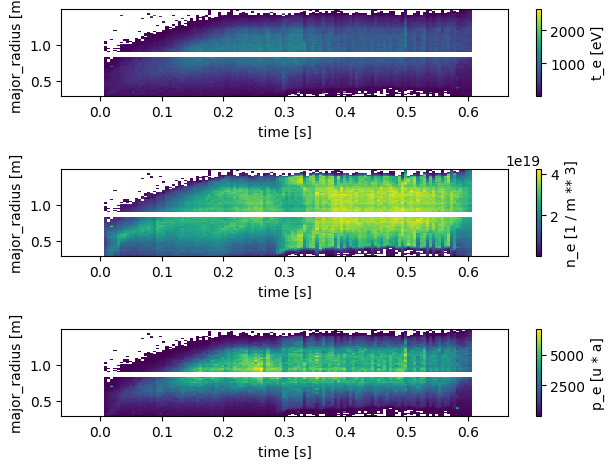 major_radius [m
1.0
0.5
0.0 0.1 0.2 0.3 0.4 0.5 0.6
time [s]
2000
1000
t_e [eV]
major_radius [m]
1.0
0.5
0.0 0.1 0.2 0.3 0.4 0.5 0.6
time [s]
1e19
4
2
n_e [1 / m ** 3]
major_radius [m]
1.0
0.5
0.0 0.1 0.2 0.3 0.4 0.5 0.6
time [s]
5000
2500
p_e [u * a]